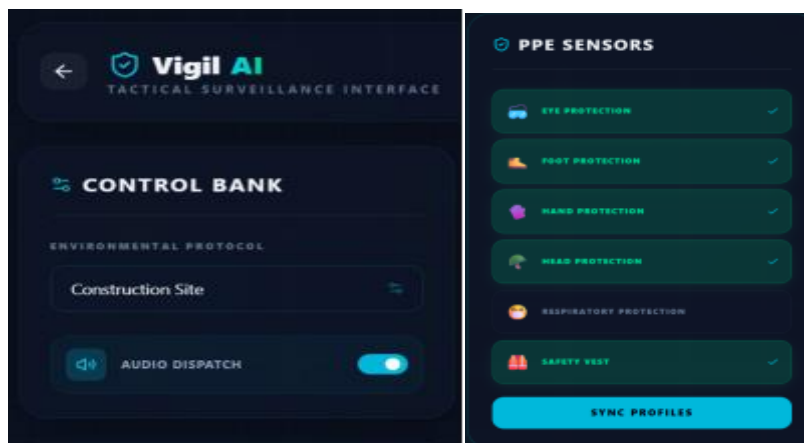 Vigil AI
TACTICAL SURVEILLANCE INTERFACE
CONTROL BANK
ENVIRONMENTAL PROTOCOL
Construction Site
AUDIO DISPATCH
PPE SENSORS
EYE PROTECTION
FOOT PROTECTION
HAND PROTECTION
HEAD PROTECTION
RESPIRATORY PROTECTION
SAFETY VEST
SYNC PROFILES